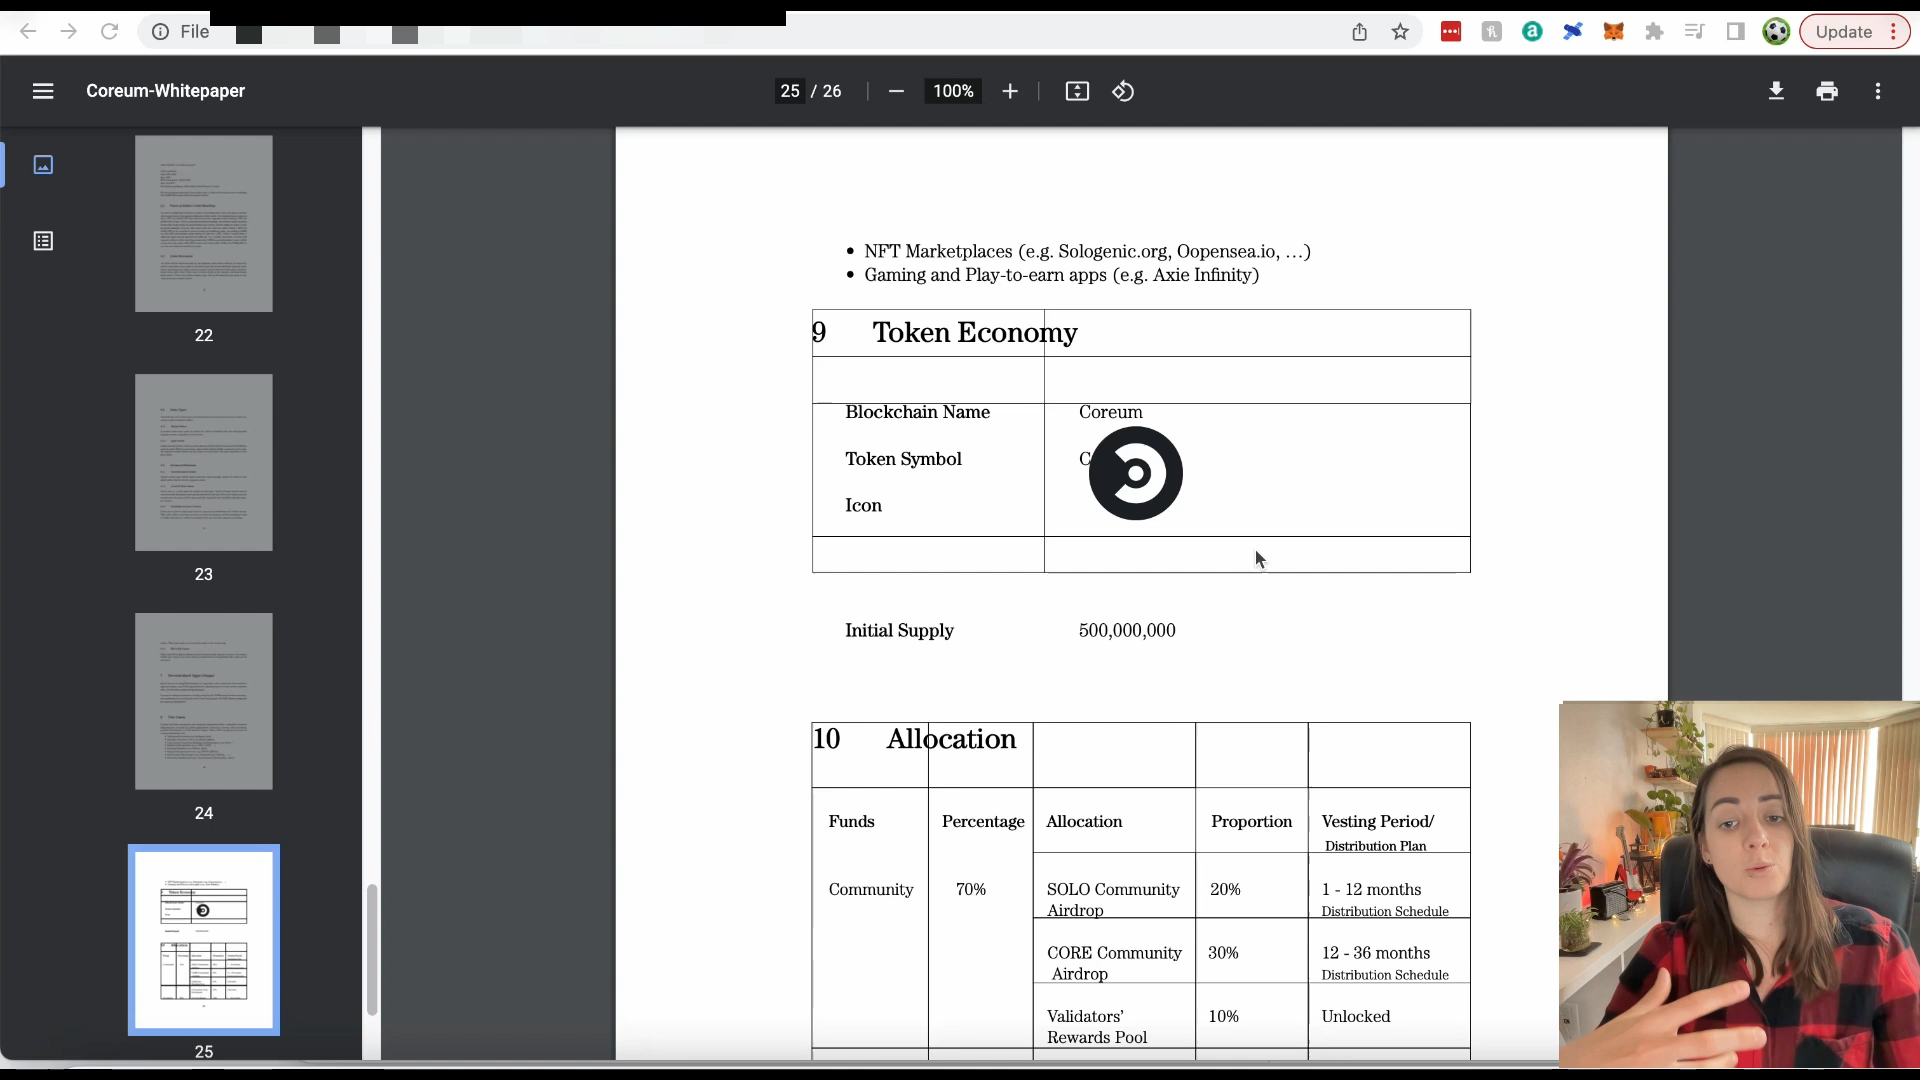 File
Update
Coreum-Whitepaper
25 / 26
100%
22
23
24
25
• NFT Marketplaces (e.g. Sologenic.org, Oopensea.io, …)
• Gaming and Play-to-earn apps (e.g. Axie Infinity)
9 Token Economy
Blockchain Name Coreum
Token Symbol C
Icon
Initial Supply 500,000,000
10 Allocation
Funds Percentage Allocation Proportion Vesting Period/
Distribution Plan
Community 70% SOLO Community 20% 1 - 12 months
Airdrop Distribution Schedule
CORE Community 30% 12 - 36 months
Airdrop Distribution Schedule
Validators’ 10% Unlocked
Rewards Pool